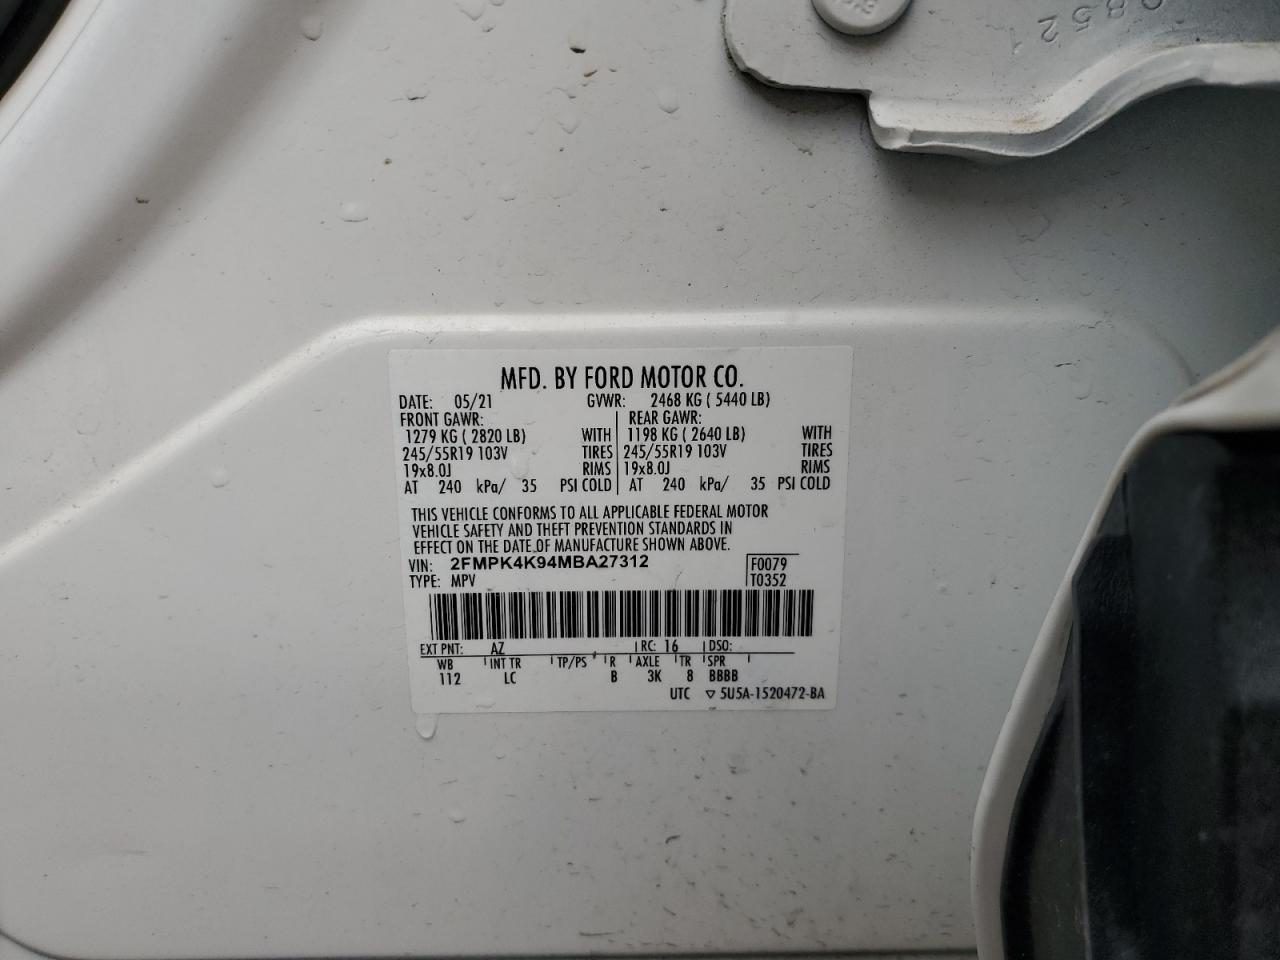 08521
MFD. BY FORD MOTOR CO.
DATE: 05/21 GVWR: 2468 KG ( 5440 LB)
FRONT GAWR: REAR GAWR:
1279 KG ( 2820 LB) WITH 1198 KG ( 2640 LB) WITH
245/55R19 103V TIRES 245/55R19 103V TIRES
19x8.0J RIMS 19x8.0J RIMS
AT 240 kPa/ 35 PSI COLD AT 240 kPa/ 35 PSI COLD
THIS VEHICLE CONFORMS TO ALL APPLICABLE FEDERAL MOTOR
VEHICLE SAFETY AND THEFT PREVENTION STANDARDS IN
EFFECT ON THE DATE OF MANUFACTURE SHOWN ABOVE.
VIN: 2FMPK4K94MBA27312 F0079
TYPE: MPV T0352
EXT PNT: AZ RC: 16 DSO:
WB INT TR TP/PS R AXLE TR SPR
112 LC B 3K 8 BBBB
UTC ▽ 5U5A-1520472-BA